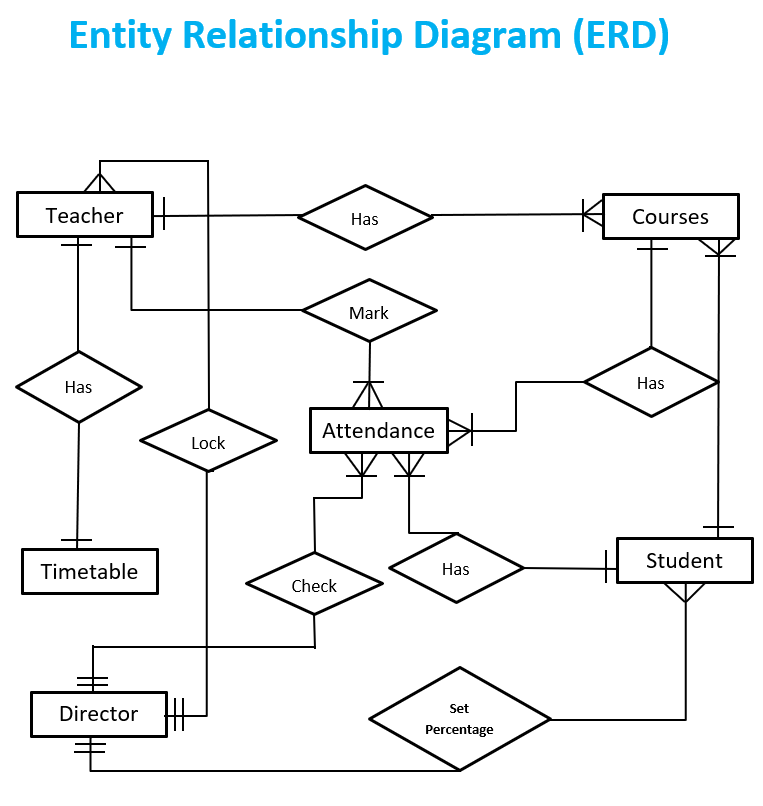 Entity Relationship Diagram (ERD)
Teacher
Has
Courses
Mark
Has
Has
Attendance
Lock
Timetable
Student
Check
Has
Director
Set
Percentage